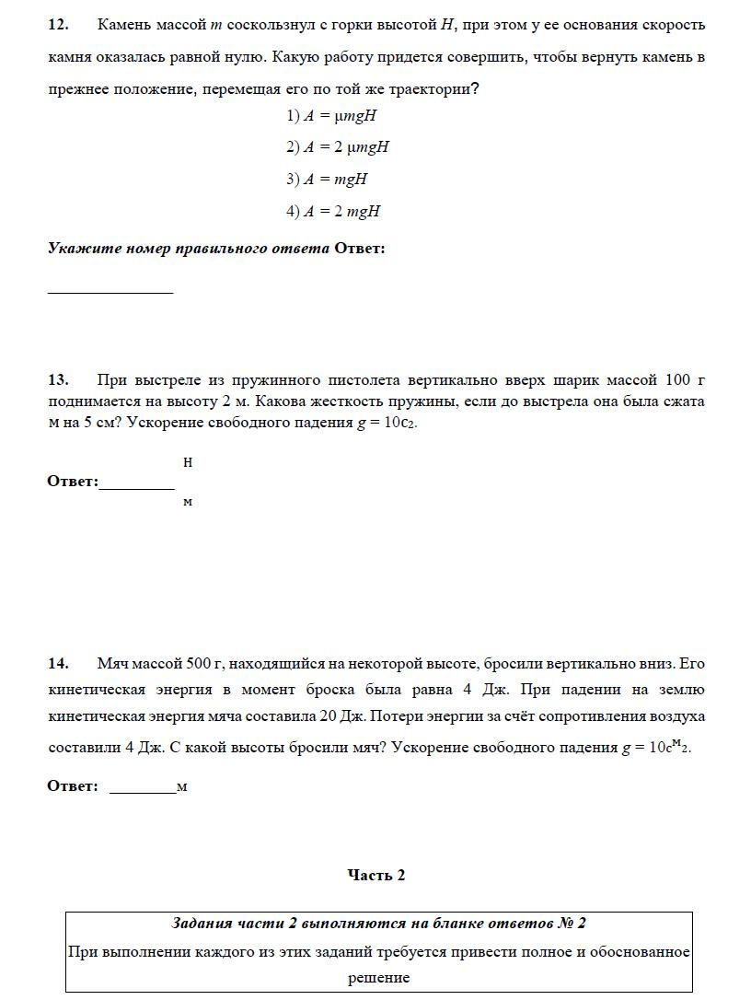 12. Камень массой m соскользнул с горки высотой H, при этом у ее основания скорость
камня оказалась равной нулю. Какую работу придется совершить, чтобы вернуть камень в
прежнее положение, перемещая его по той же траектории?
1) A = μmgH
2) A = 2 μmgH
3) A = mgH
4) A = 2 mgH
Укажите номер правильного ответа Ответ:
_______________
13. При выстреле из пружинного пистолета вертикально вверх шарик массой 100 г
поднимается на высоту 2 м. Какова жесткость пружины, если до выстрела она была сжата
м на 5 см? Ускорение свободного падения g = 10с₂.
Н
Ответ:_________
м
14. Мяч массой 500 г, находящийся на некоторой высоте, бросили вертикально вниз. Его
кинетическая энергия в момент броска была равна 4 Дж. При падении на землю
кинетическая энергия мяча составила 20 Дж. Потери энергии за счёт сопротивления воздуха
составили 4 Дж. С какой высоты бросили мяч? Ускорение свободного падения g = 10сᴹ₂.
Ответ: ________м
Часть 2
Задания части 2 выполняются на бланке ответов № 2
При выполнении каждого из этих заданий требуется привести полное и обоснованное
решение